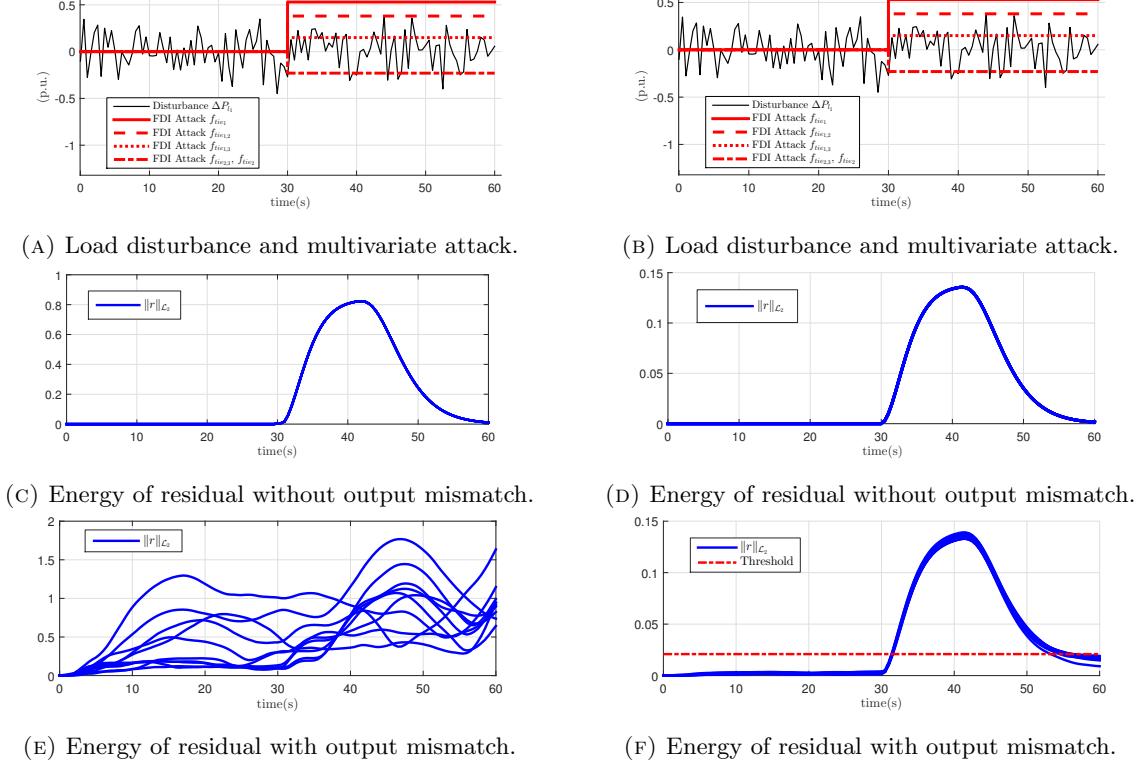 0.5
0
-0.5
-1
(p.u.)
Disturbance ΔP_{l_1}
FDI Attack f_{tie_1}
FDI Attack f_{tie_{1,2}}
FDI Attack f_{tie_{1,3}}
FDI Attack f_{tie_{2,3}}, f_{tie_2}
0 10 20 30 40 50 60
time(s)
(A) Load disturbance and multivariate attack.
0.5
0
-0.5
-1
(p.u.)
Disturbance ΔP_{l_1}
FDI Attack f_{tie_1}
FDI Attack f_{tie_{1,2}}
FDI Attack f_{tie_{1,3}}
FDI Attack f_{tie_{2,3}}, f_{tie_2}
0 10 20 30 40 50 60
time(s)
(B) Load disturbance and multivariate attack.
1
0.8
0.6
0.4
0.2
0
‖r‖_{L_2}
0 10 20 30 40 50 60
time(s)
(C) Energy of residual without output mismatch.
0.15
0.1
0.05
0
‖r‖_{L_2}
0 10 20 30 40 50 60
time(s)
(D) Energy of residual without output mismatch.
2
1.5
1
0.5
0
‖r‖_{L_2}
0 10 20 30 40 50 60
time(s)
(E) Energy of residual with output mismatch.
0.15
0.1
0.05
0
‖r‖_{L_2}
Threshold
0 10 20 30 40 50 60
time(s)
(F) Energy of residual with output mismatch.